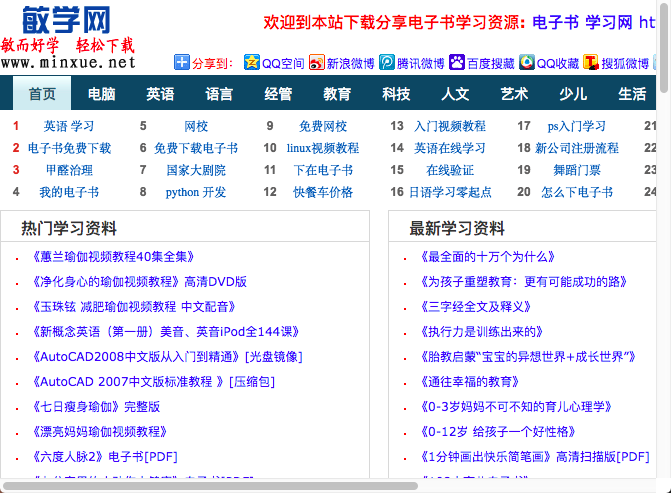 敏学网
敏而好学 轻松下载
www.minxue.net
欢迎到本站下载分享电子书学习资源: 电子书 学习网 ht
分享到: QQ空间 新浪微博 腾讯微博 百度搜藏 QQ收藏 搜狐微博
首页 电脑 英语 语言 经管 教育 科技 人文 艺术 少儿 生活
1 英语 学习 5 网校 9 免费网校 13 入门视频教程 17 ps入门学习 21
2 电子书免费下载 6 免费下载电子书 10 linux视频教程 14 英语在线学习 18 新公司注册流程 22
3 甲醛治理 7 国家大剧院 11 下在电子书 15 在线验证 19 舞蹈门票 23
4 我的电子书 8 python 开发 12 快餐车价格 16 日语学习零起点 20 怎么下电子书 24
热门学习资料
《蕙兰瑜伽视频教程40集全集》
《净化身心的瑜伽视频教程》高清DVD版
《玉珠铉 减肥瑜伽视频教程 中文配音》
《新概念英语（第一册）美音、英音iPod全144课》
《AutoCAD2008中文版从入门到精通》[光盘镜像]
《AutoCAD 2007中文版标准教程 》[压缩包]
《七日瘦身瑜伽》完整版
《漂亮妈妈瑜伽视频教程》
《六度人脉2》电子书[PDF]
最新学习资料
《最全面的十万个为什么》
《为孩子重塑教育：更有可能成功的路》
《三字经全文及释义》
《执行力是训练出来的》
《胎教启蒙“宝宝的异想世界+成长世界”》
《通往幸福的教育》
《0-3岁妈妈不可不知的育儿心理学》
《0-12岁 给孩子一个好性格》
《1分钟画出快乐简笔画》高清扫描版[PDF]